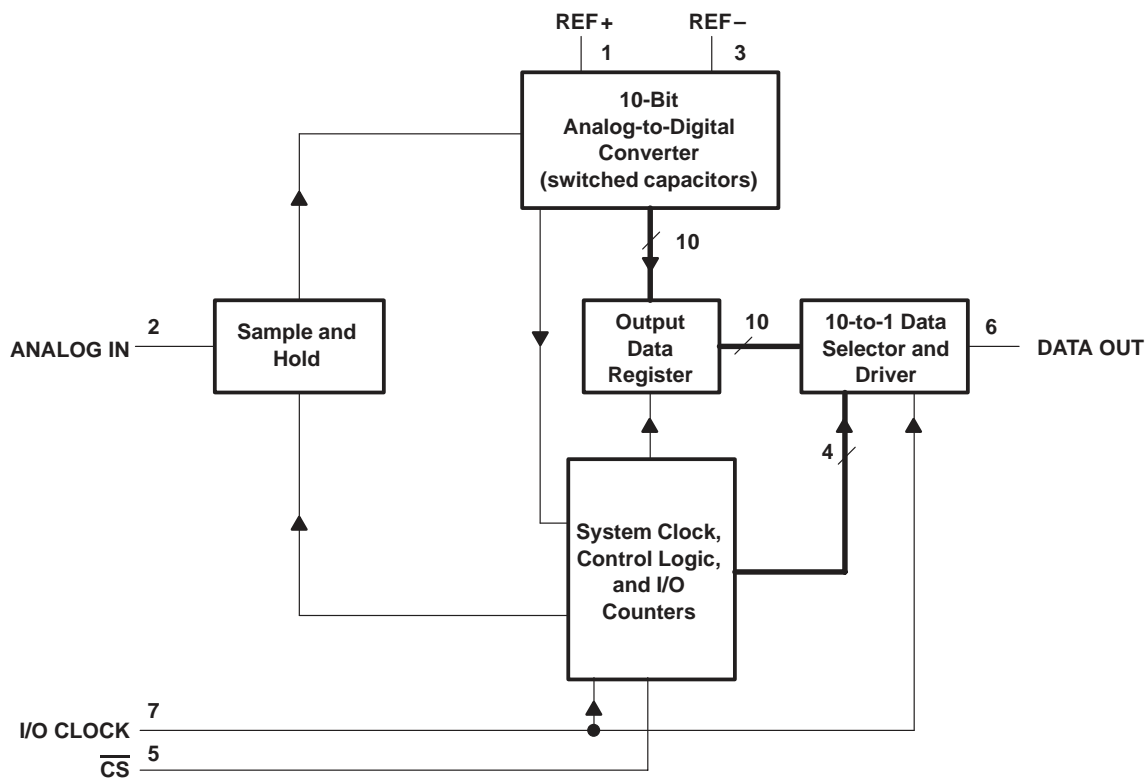 REF+
REF–
1
3
10-Bit
Analog-to-Digital
Converter
(switched capacitors)
10
2
ANALOG IN
Sample and
Hold
Output
Data
Register
10
10-to-1 Data
Selector and
Driver
6
DATA OUT
4
System Clock,
Control Logic,
and I/O
Counters
7
I/O CLOCK
5
CS